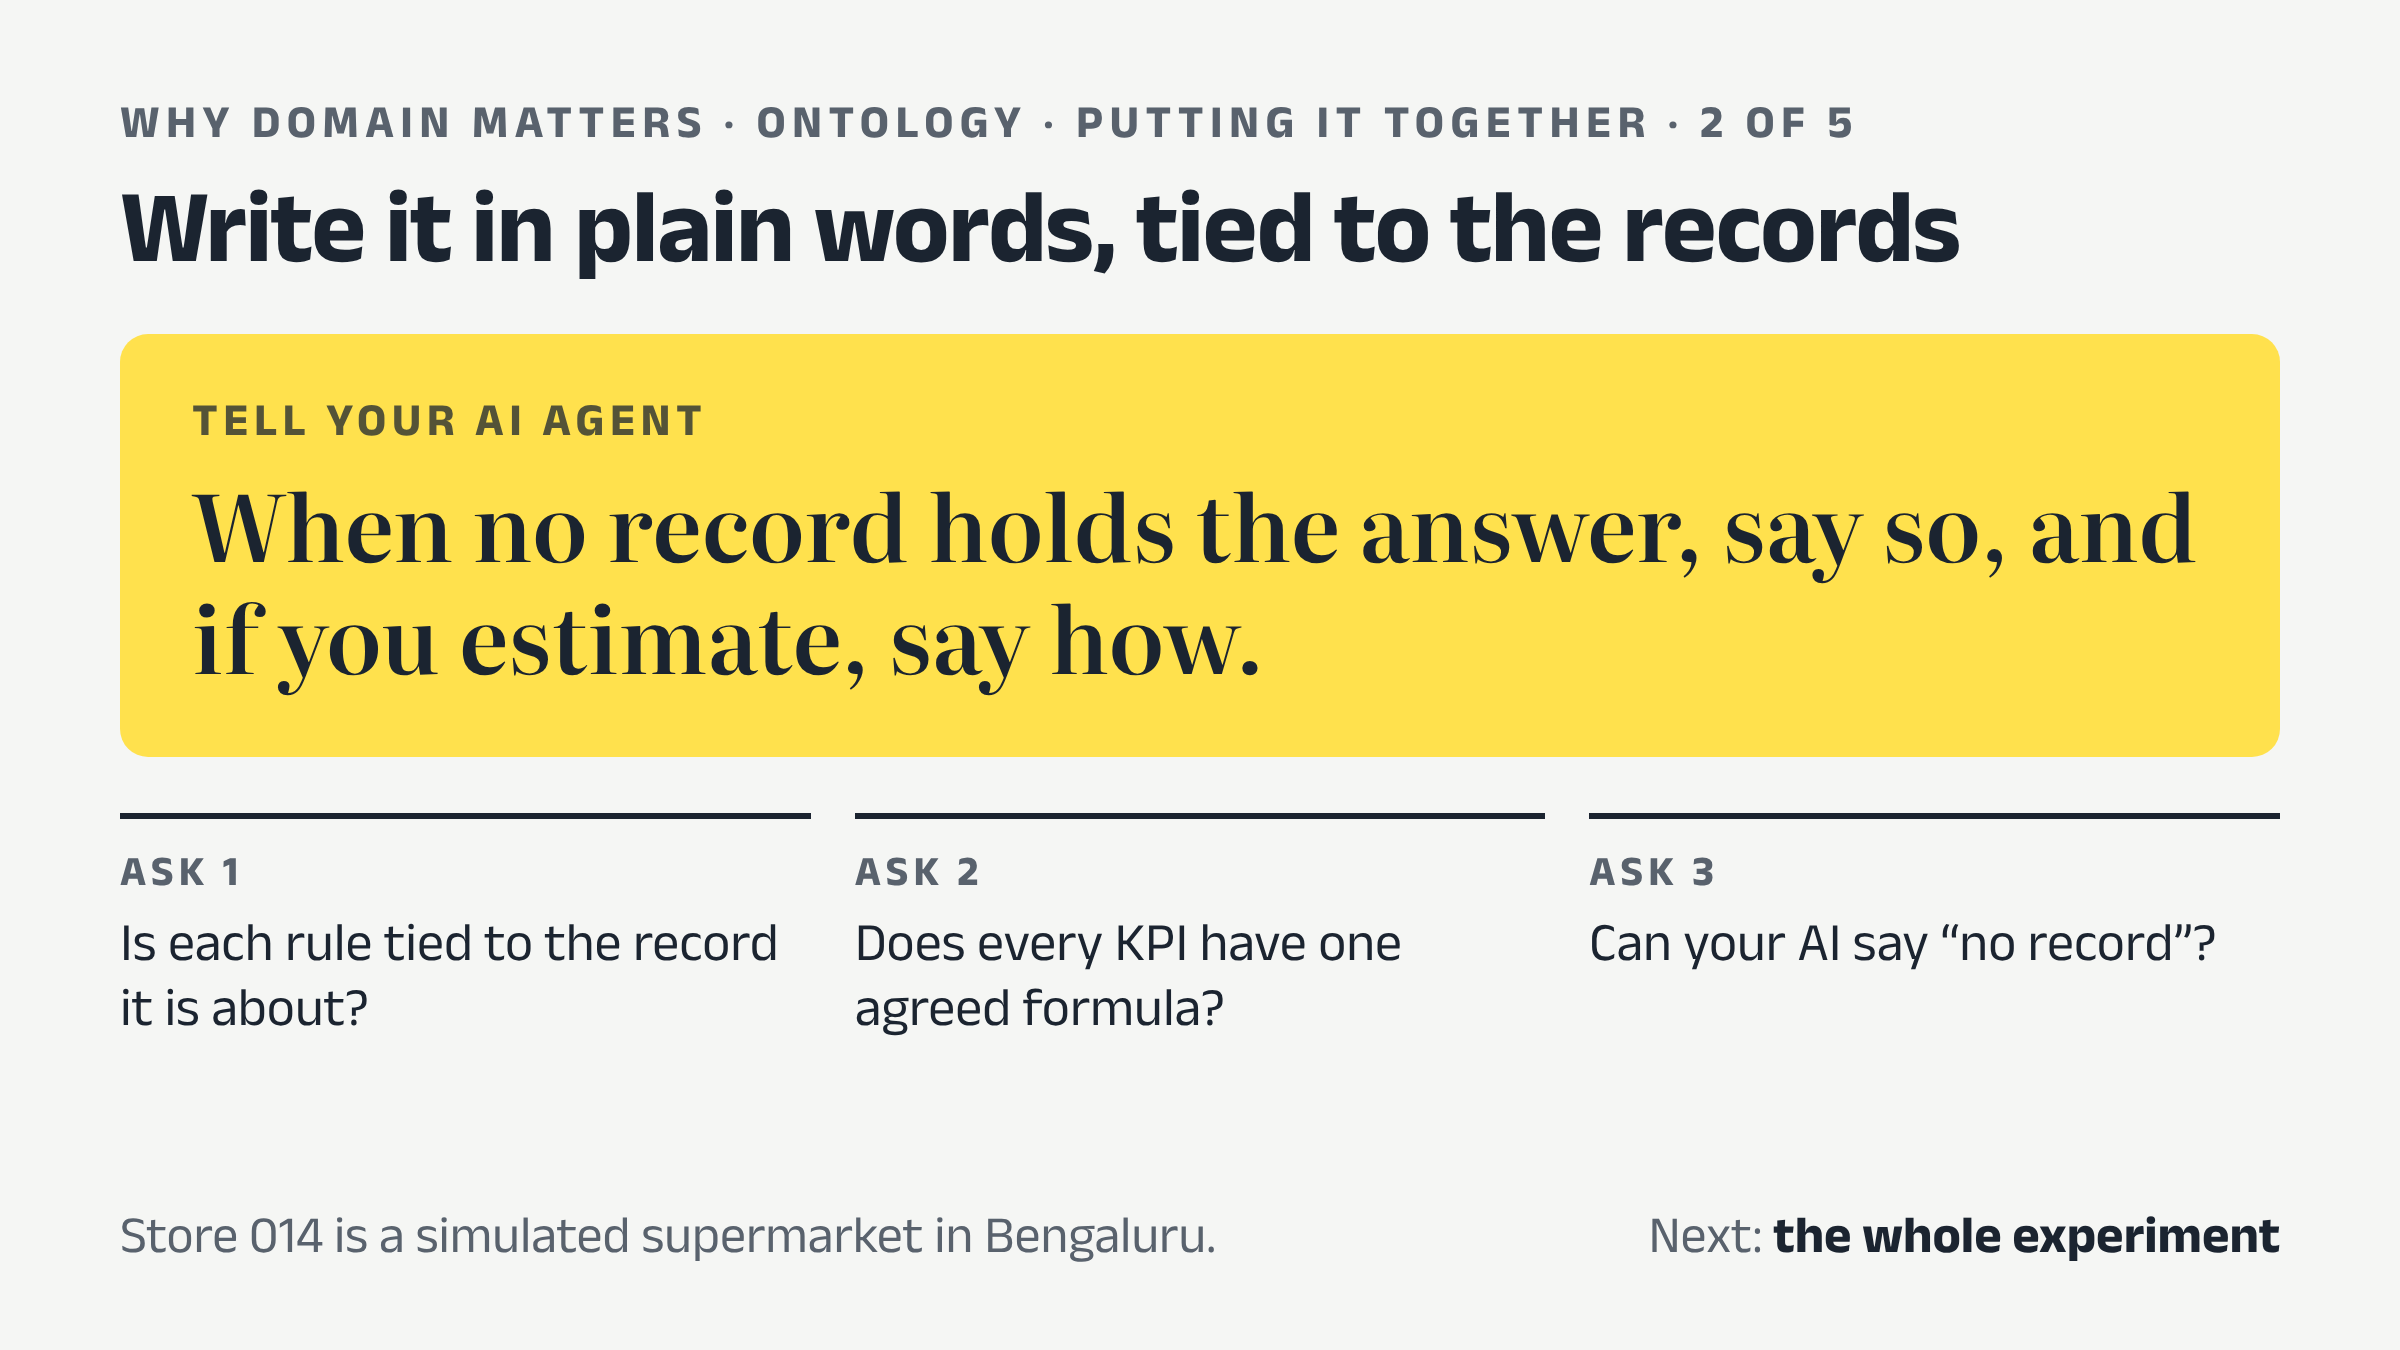 WHY DOMAIN MATTERS · ONTOLOGY · PUTTING IT TOGETHER · 2 OF 5
Write it in plain words, tied to the records
TELL YOUR AI AGENT
When no record holds the answer, say so, and
if you estimate, say how.
ASK 1
Is each rule tied to the record
it is about?
ASK 2
Does every KPI have one
agreed formula?
ASK 3
Can your AI say “no record”?
Store 014 is a simulated supermarket in Bengaluru.
Next: the whole experiment